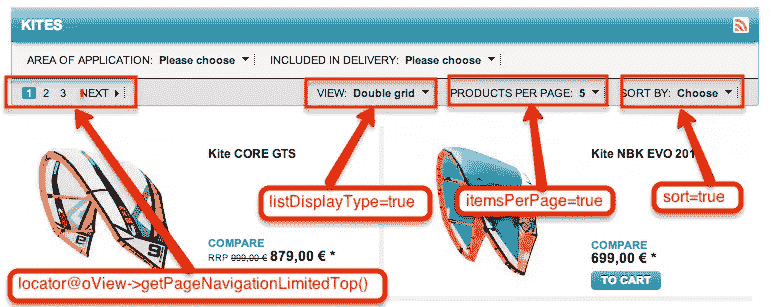 KITES
AREA OF APPLICATION: Please choose INCLUDED IN DELIVERY: Please choose
1 2 3 NEXT VIEW: Double grid PRODUCTS PER PAGE: 5 SORT BY: Choose
Kite CORE GTS
Kite NBK EVO 201
listDisplayType=true
itemsPerPage=true
sort=true
COMPARE
RRP 999,00 € 879,00 € *
COMPARE
699,00 € *
TO CART
locator@oView->getPageNavigationLimitedTop()